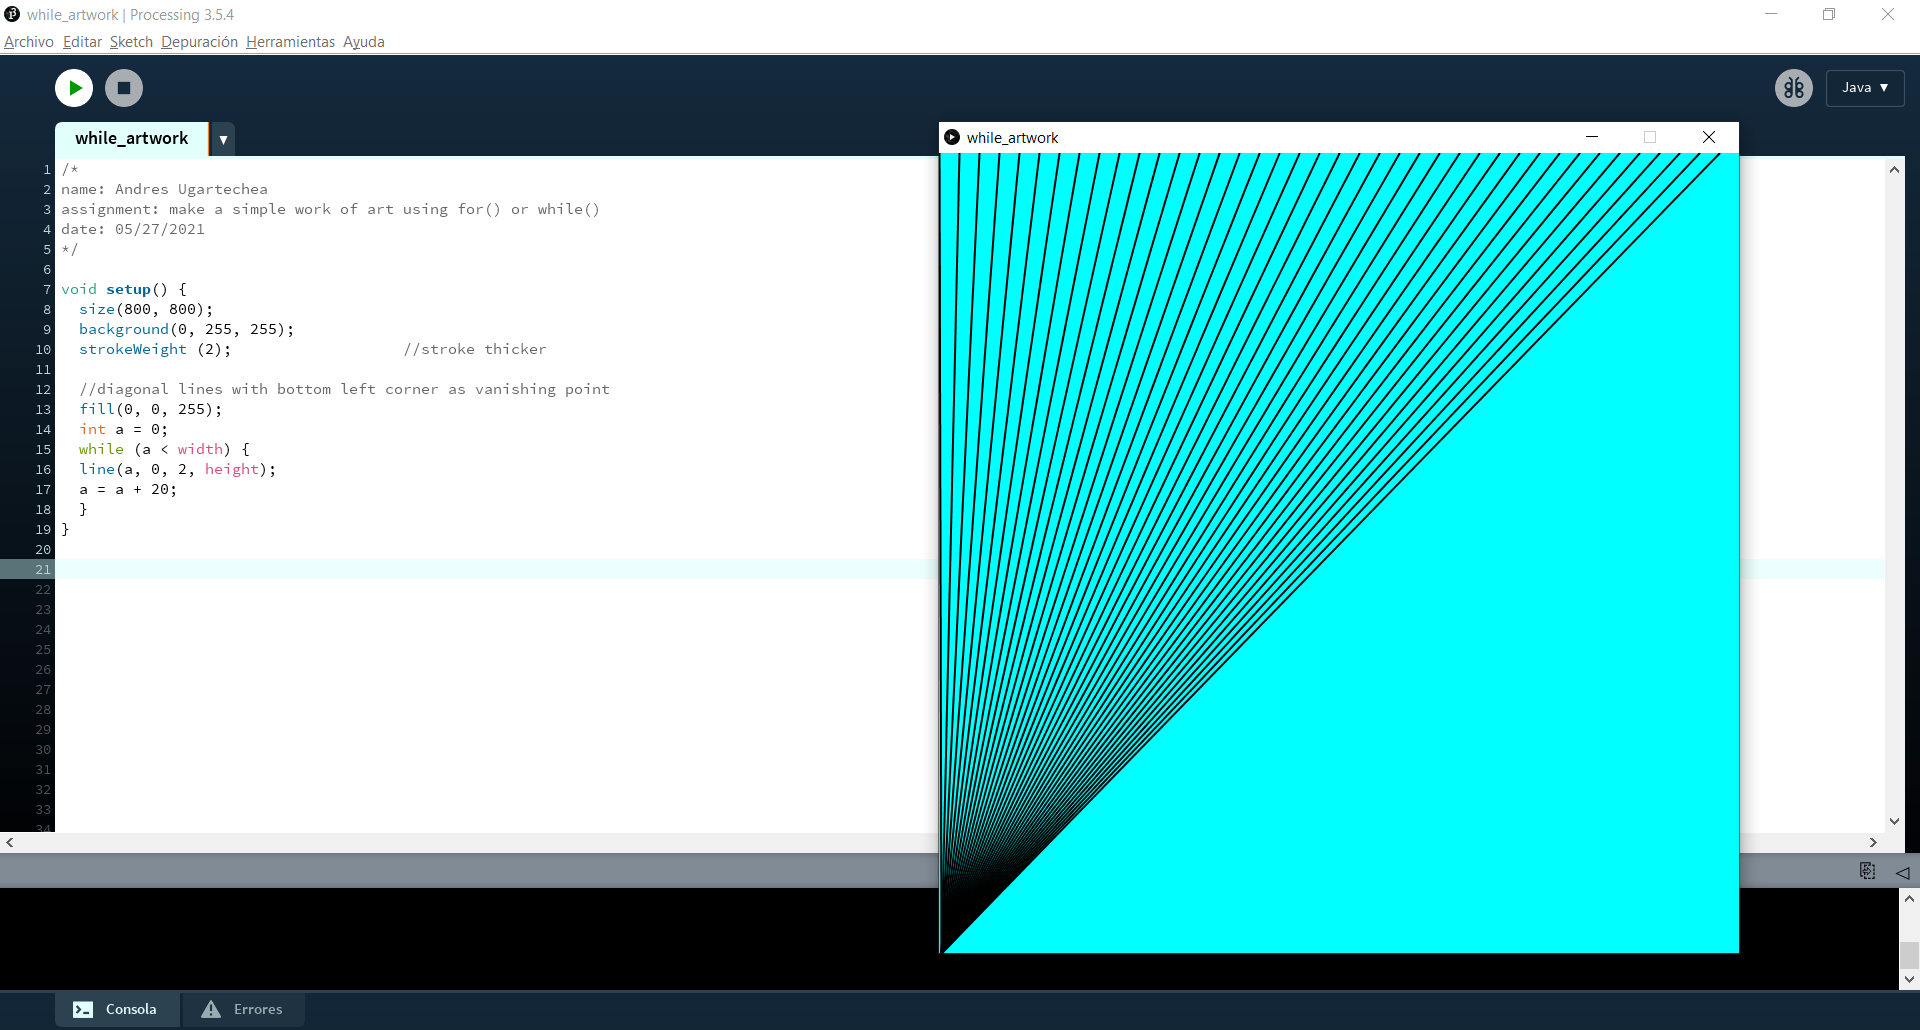 while_artwork | Processing 3.5.4
Archivo Editar Sketch Depuración Herramientas Ayuda
Java ▼
while_artwork ▼
while_artwork
1 /*
2 name: Andres Ugartechea
3 assignment: make a simple work of art using for() or while()
4 date: 05/27/2021
5 */
6
7 void setup() {
8 size(800, 800);
9 background(0, 255, 255);
10 strokeWeight (2); //stroke thicker
11
12 //diagonal lines with bottom left corner as vanishing point
13 fill(0, 0, 255);
14 int a = 0;
15 while (a < width) {
16 line(a, 0, 2, height);
17 a = a + 20;
18 }
19 }
20
21
22
23
24
25
26
27
28
29
30
31
32
33
34
Consola Errores